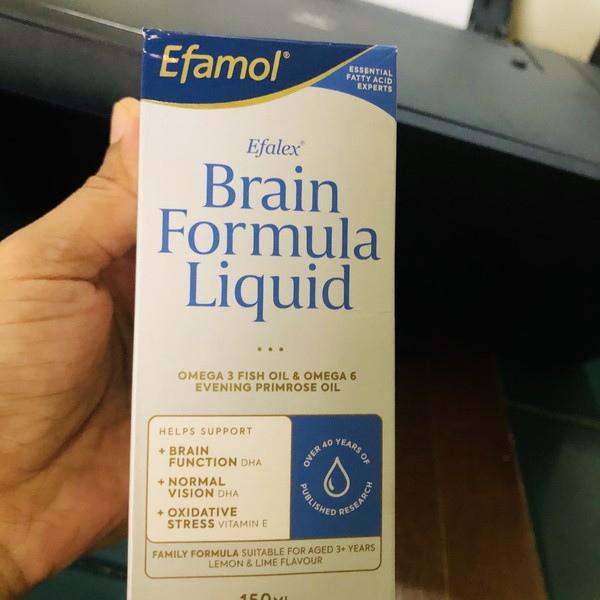 Efamol®
ESSENTIAL
FATTY ACID
EXPERTS
Efalex®
Brain
Formula
Liquid
OMEGA 3 FISH OIL & OMEGA 6
EVENING PRIMROSE OIL
HELPS SUPPORT
+ BRAIN
FUNCTION DHA
+ NORMAL
VISION DHA
+ OXIDATIVE
STRESS VITAMIN E
OVER 40 YEARS OF
PUBLISHED RESEARCH
FAMILY FORMULA SUITABLE FOR AGED 3+ YEARS
LEMON & LIME FLAVOUR
150ML